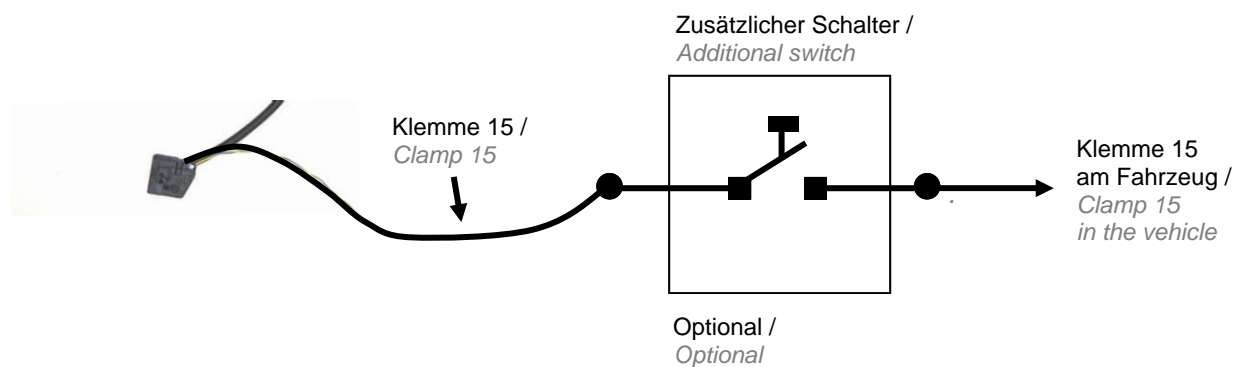 Zusätzlicher Schalter /
Additional switch
Klemme 15 /
Clamp 15
Klemme 15
am Fahrzeug /
Clamp 15
in the vehicle
Optional /
Optional